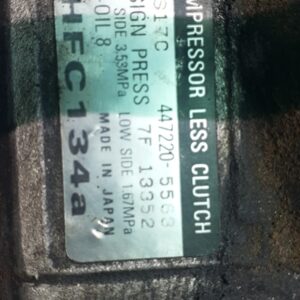 MPRESSOR LESS CLUTCH
S17C 447220-5563
SIGN PRESS 7F 13352
SIDE 3.53MPa LOW SIDE 1.67MPa
OIL 8 MADE IN JAPAN
HFC134a